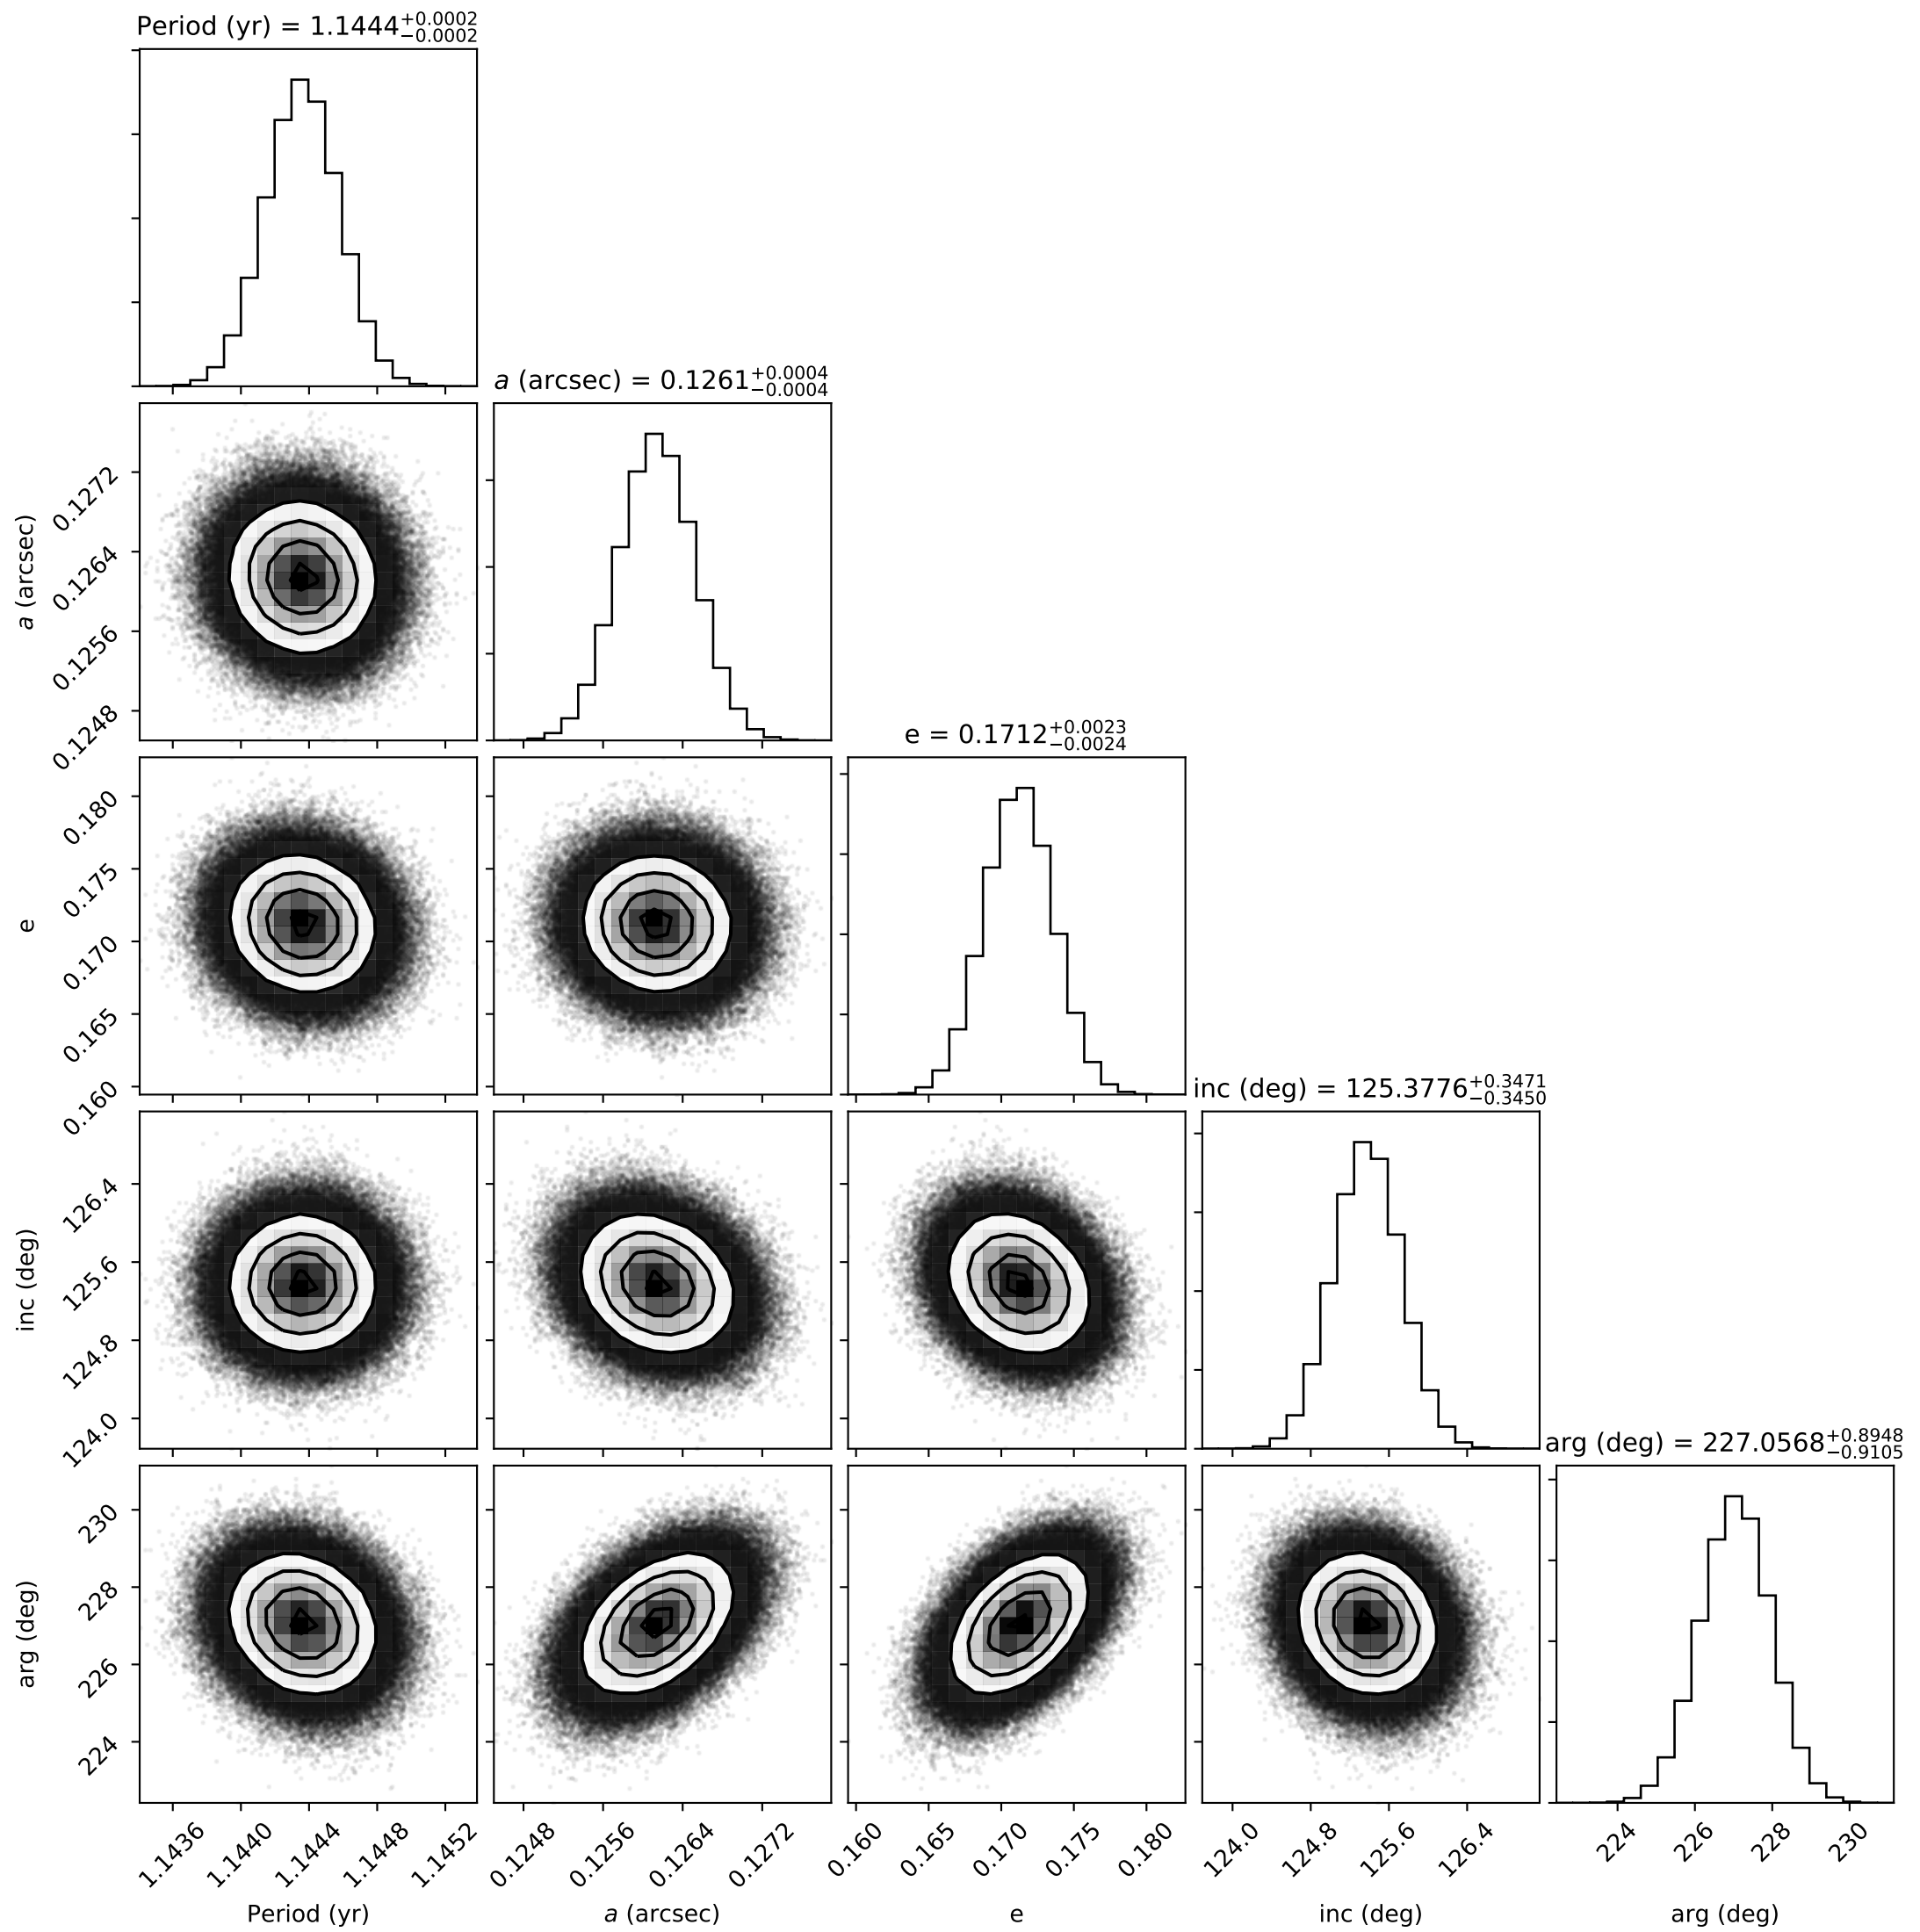 Period (yr) = 1.1444+0.0002 −0.0002
a (arcsec) = 0.1261+0.0004 −0.0004
0.1272
0.1264
0.1256
0.1248
a (arcsec)
e = 0.1712+0.0023 −0.0024
0.180
0.175
0.170
0.165
0.160
e
inc (deg) = 125.3776+0.3471 −0.3450
126.4
125.6
124.8
124.0
inc (deg)
arg (deg) = 227.0568+0.8948 −0.9105
230
228
226
224
arg (deg)
1.1436 1.1440 1.1444 1.1448 1.1452 0.1248 0.1256 0.1264 0.1272 0.160 0.165 0.170 0.175 0.180 124.0 124.8 125.6 126.4 224 226 228 230
Period (yr) a (arcsec) e inc (deg) arg (deg)